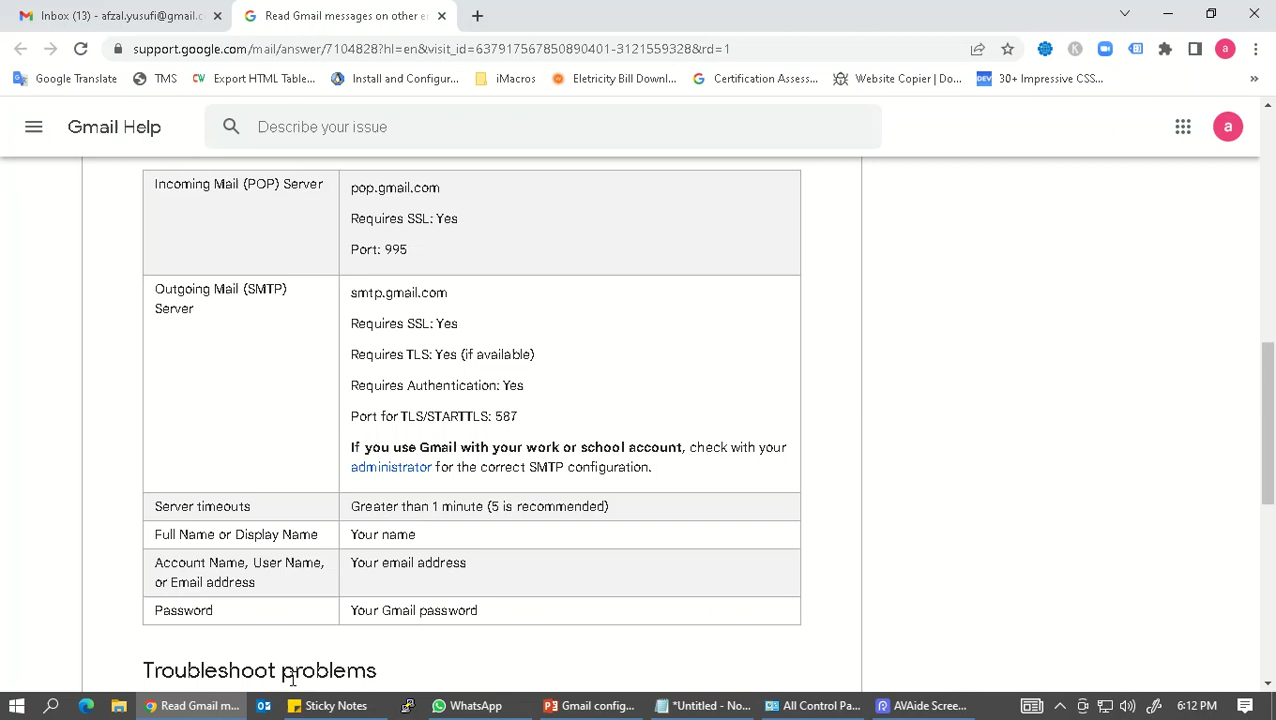 Inbox (13) - afzal.yusufi@gmail.c
Read Gmail messages on other e
support.google.com/mail/answer/7104828?hl=en&visit_id=637917567850890401-3121559328&rd=1
a
Google Translate
TMS
Export HTML Table...
Install and Configur...
iMacros
Eletricity Bill Downl...
Certification Assess...
Website Copier | Do...
DEV
30+ Impressive CSS...
Gmail Help
Describe your issue
a
Incoming Mail (POP) Server
pop.gmail.com
Requires SSL: Yes
Port: 995
Outgoing Mail (SMTP)
Server
smtp.gmail.com
Requires SSL: Yes
Requires TLS: Yes (if available)
Requires Authentication: Yes
Port for TLS/STARTTLS: 587
If you use Gmail with your work or school account, check with your
administrator for the correct SMTP configuration.
Server timeouts
Greater than 1 minute (5 is recommended)
Full Name or Display Name
Your name
Account Name, User Name,
or Email address
Your email address
Password
Your Gmail password
Troubleshoot problems
Read Gmail m...
Sticky Notes
WhatsApp
Gmail config...
*Untitled - No...
All Control Pa...
AVAide Scree...
6:12 PM